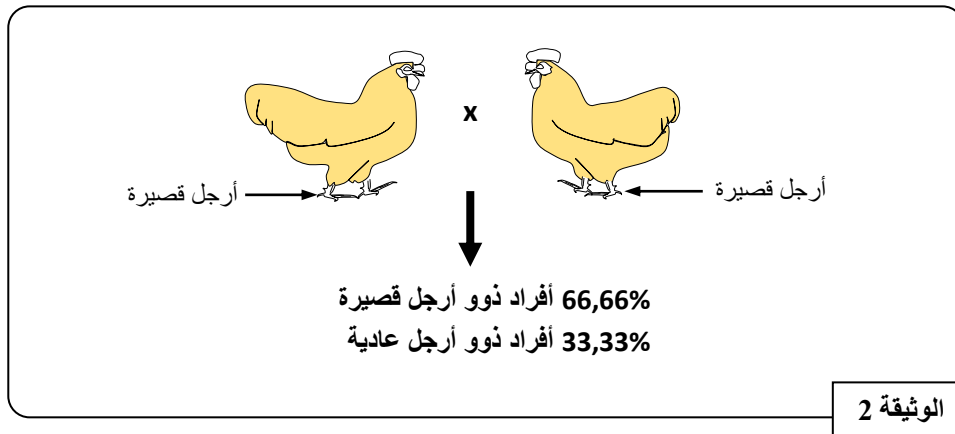 x
أرجل قصيرة
أرجل قصيرة
66,66% أفراد ذوو أرجل قصيرة
33,33% أفراد ذوو أرجل عادية
الوثيقة 2